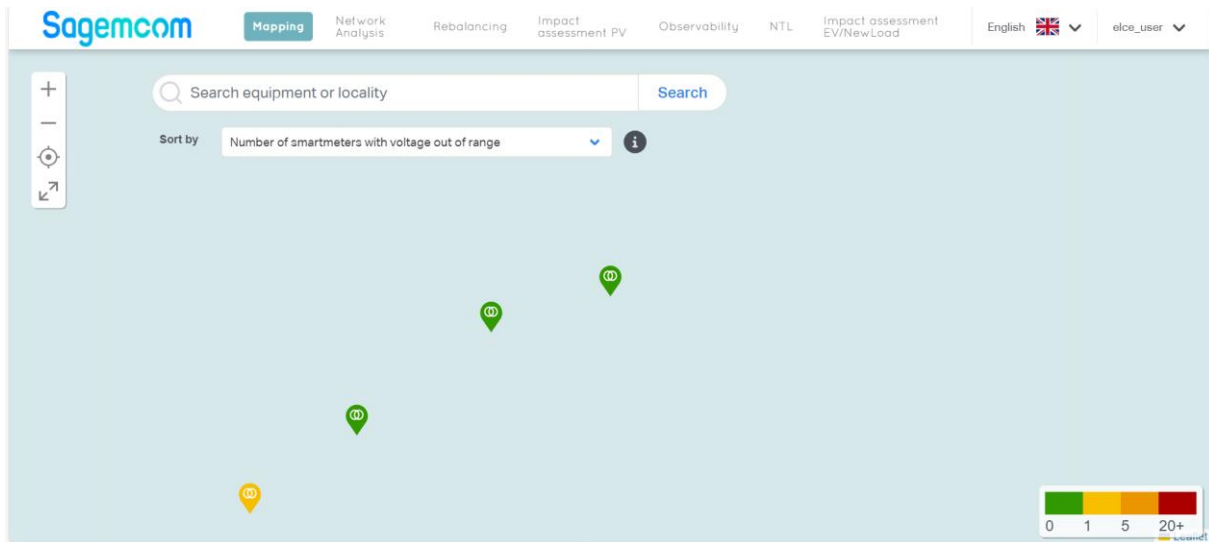 Sagemcom
Mapping
Network
Analysis
Rebalancing
Impact
assessment PV
Observability
NTL
Impact assessment
EV/NewLoad
English
elce_user
Search equipment or locality
Search
Sort by
Number of smartmeters with voltage out of range
i
0 1 5 20+
Leaflet